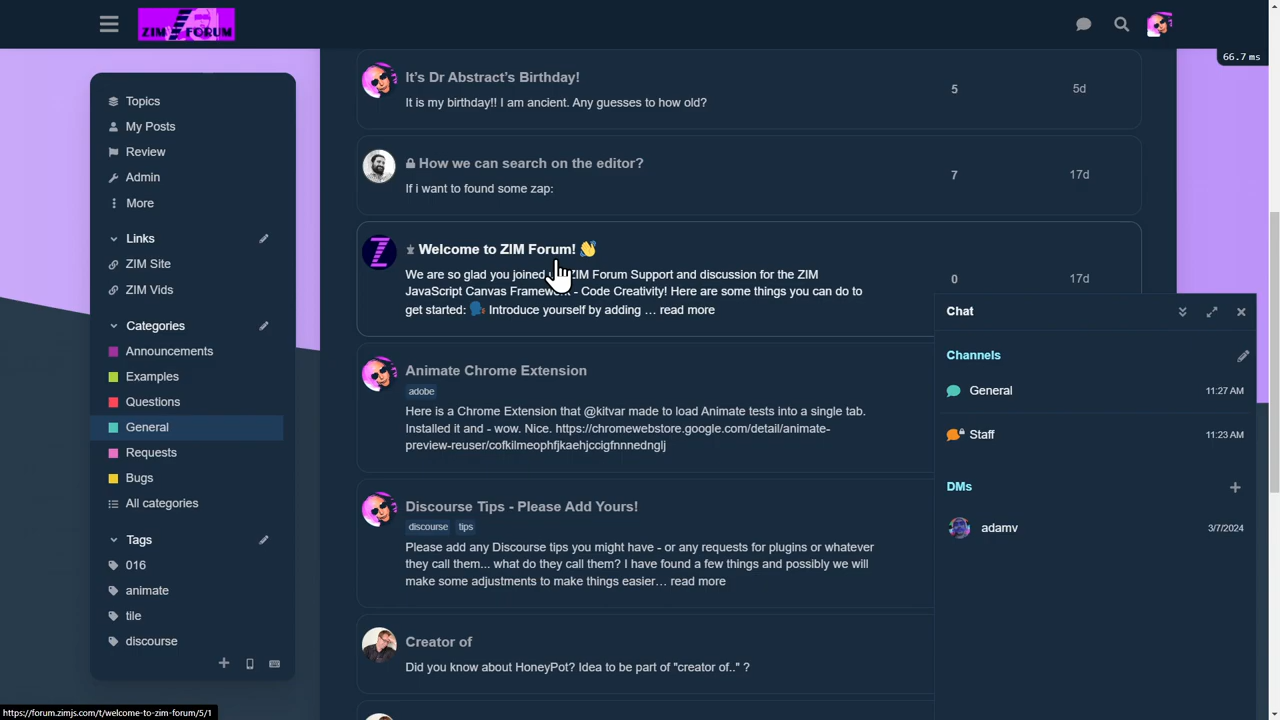 ZIM FORUM
66.7 ms
Topics
My Posts
Review
Admin
More
Links
ZIM Site
ZIM Vids
Categories
Announcements
Examples
Questions
General
Requests
Bugs
All categories
Tags
016
animate
tile
discourse
It's Dr Abstract's Birthday!
It is my birthday!! I am ancient. Any guesses to how old?
5
5d
How we can search on the editor?
If i want to found some zap:
7
17d
Welcome to ZIM Forum! 👋
We are so glad you joined ZIM Forum Support and discussion for the ZIM
JavaScript Canvas Framework - Code Creativity! Here are some things you can do to
get started: 🗣 Introduce yourself by adding … read more
0
17d
Animate Chrome Extension
adobe
Here is a Chrome Extension that @kitvar made to load Animate tests into a single tab.
Installed it and - wow. Nice. https://chromewebstore.google.com/detail/animate-
preview-reuser/cofkilmeophfjkaehjccigfnnnednglj
Discourse Tips - Please Add Yours!
discourse tips
Please add any Discourse tips you might have - or any requests for plugins or whatever
they call them... what do they call them? I have found a few things and possibly we will
make some adjustments to make things easier… read more
Creator of
Did you know about HoneyPot? Idea to be part of "creator of.." ?
Chat
Channels
General 11:27 AM
Staff 11:23 AM
DMs
adamv 3/7/2024
https://forum.zimjs.com/t/welcome-to-zim-forum/5/1